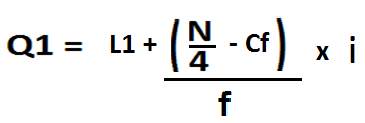 Q1 = L1 + (N/4 - Cf) / f x i